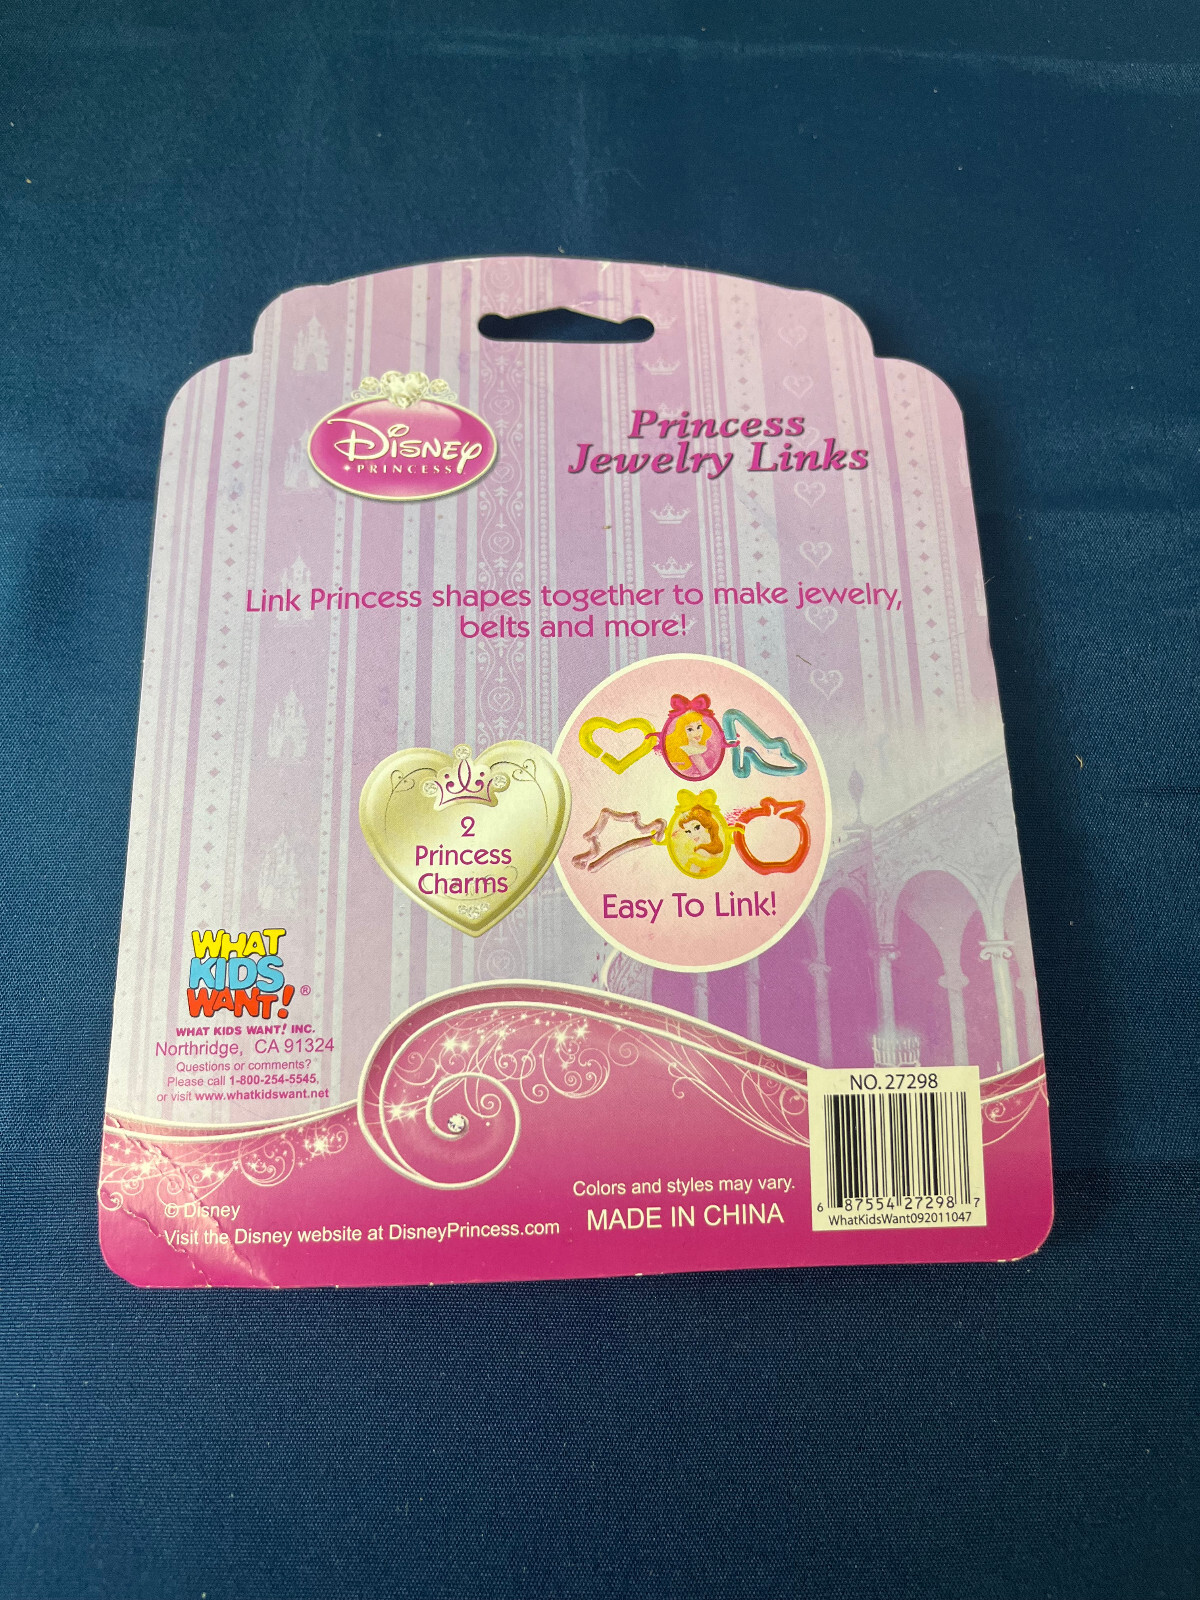 Disney
PRINCESS
Princess
Jewelry Links
Link Princess shapes together to make jewelry,
belts and more!
2
Princess
Charms
Easy To Link!
WHAT
KIDS
WANT! ®
WHAT KIDS WANT! INC.
Northridge, CA 91324
Questions or comments?
Please call 1-800-254-5545,
or visit www.whatkidswant.net
© Disney
Visit the Disney website at DisneyPrincess.com
Colors and styles may vary.
MADE IN CHINA
NO. 27298
6 87554 27298 7
WhatKidsWant092011047